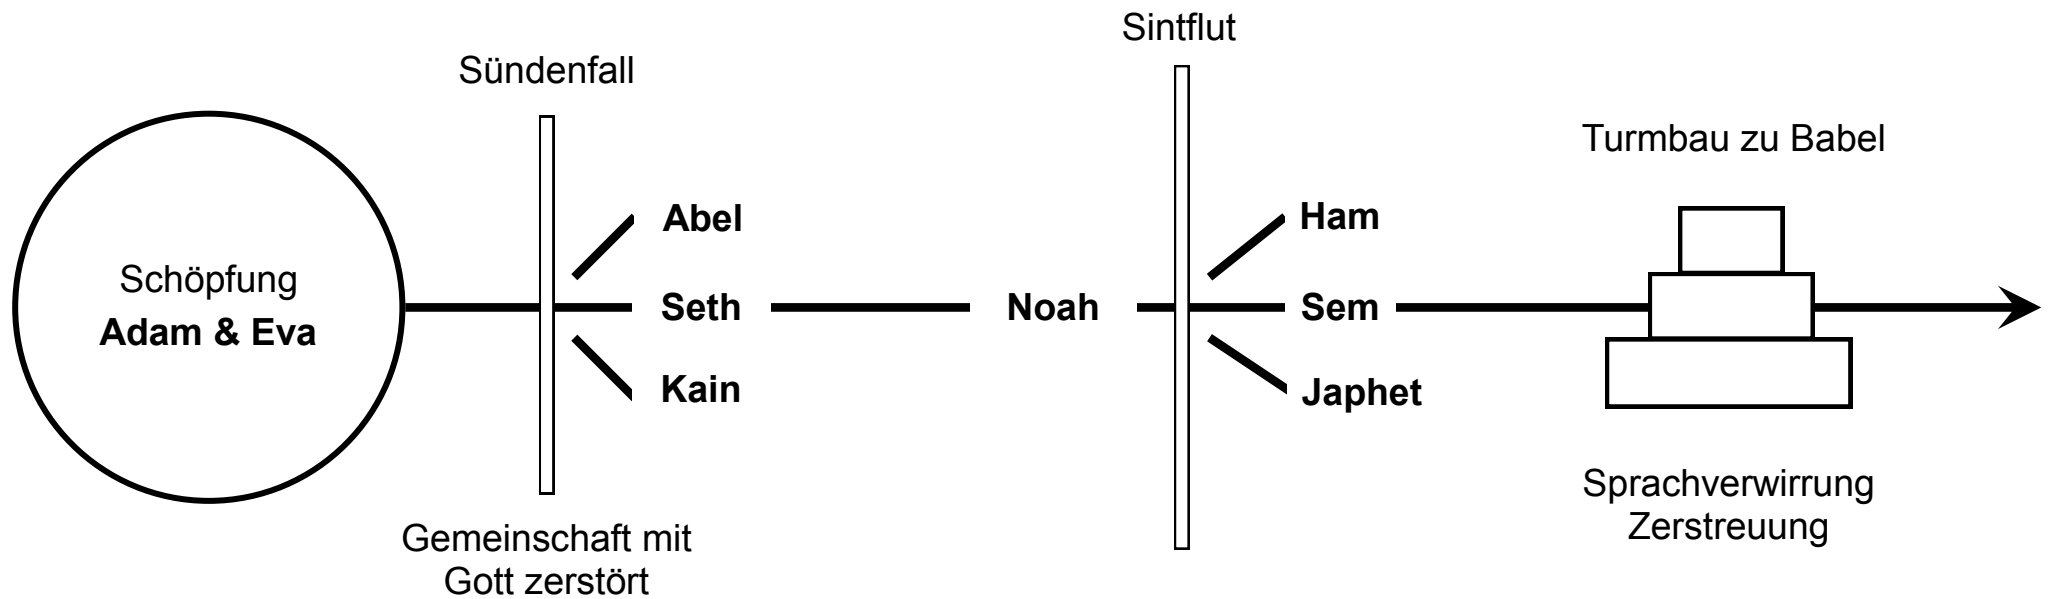 Schöpfung
Adam & Eva
Sündenfall
Abel
Seth
Kain
Gemeinschaft mit
Gott zerstört
Noah
Sintflut
Ham
Sem
Japhet
Turmbau zu Babel
Sprachverwirrung
Zerstreuung